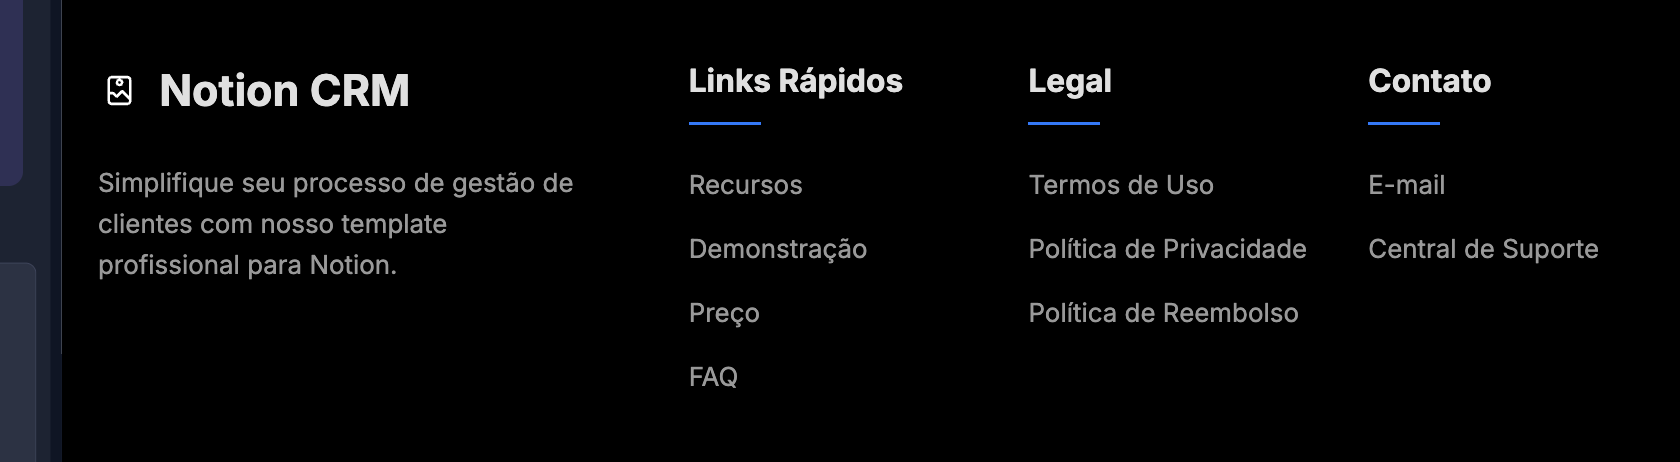 Notion CRM
Simplifique seu processo de gestão de
clientes com nosso template
profissional para Notion.
Links Rápidos
Recursos
Demonstração
Preço
FAQ
Legal
Termos de Uso
Política de Privacidade
Política de Reembolso
Contato
E-mail
Central de Suporte